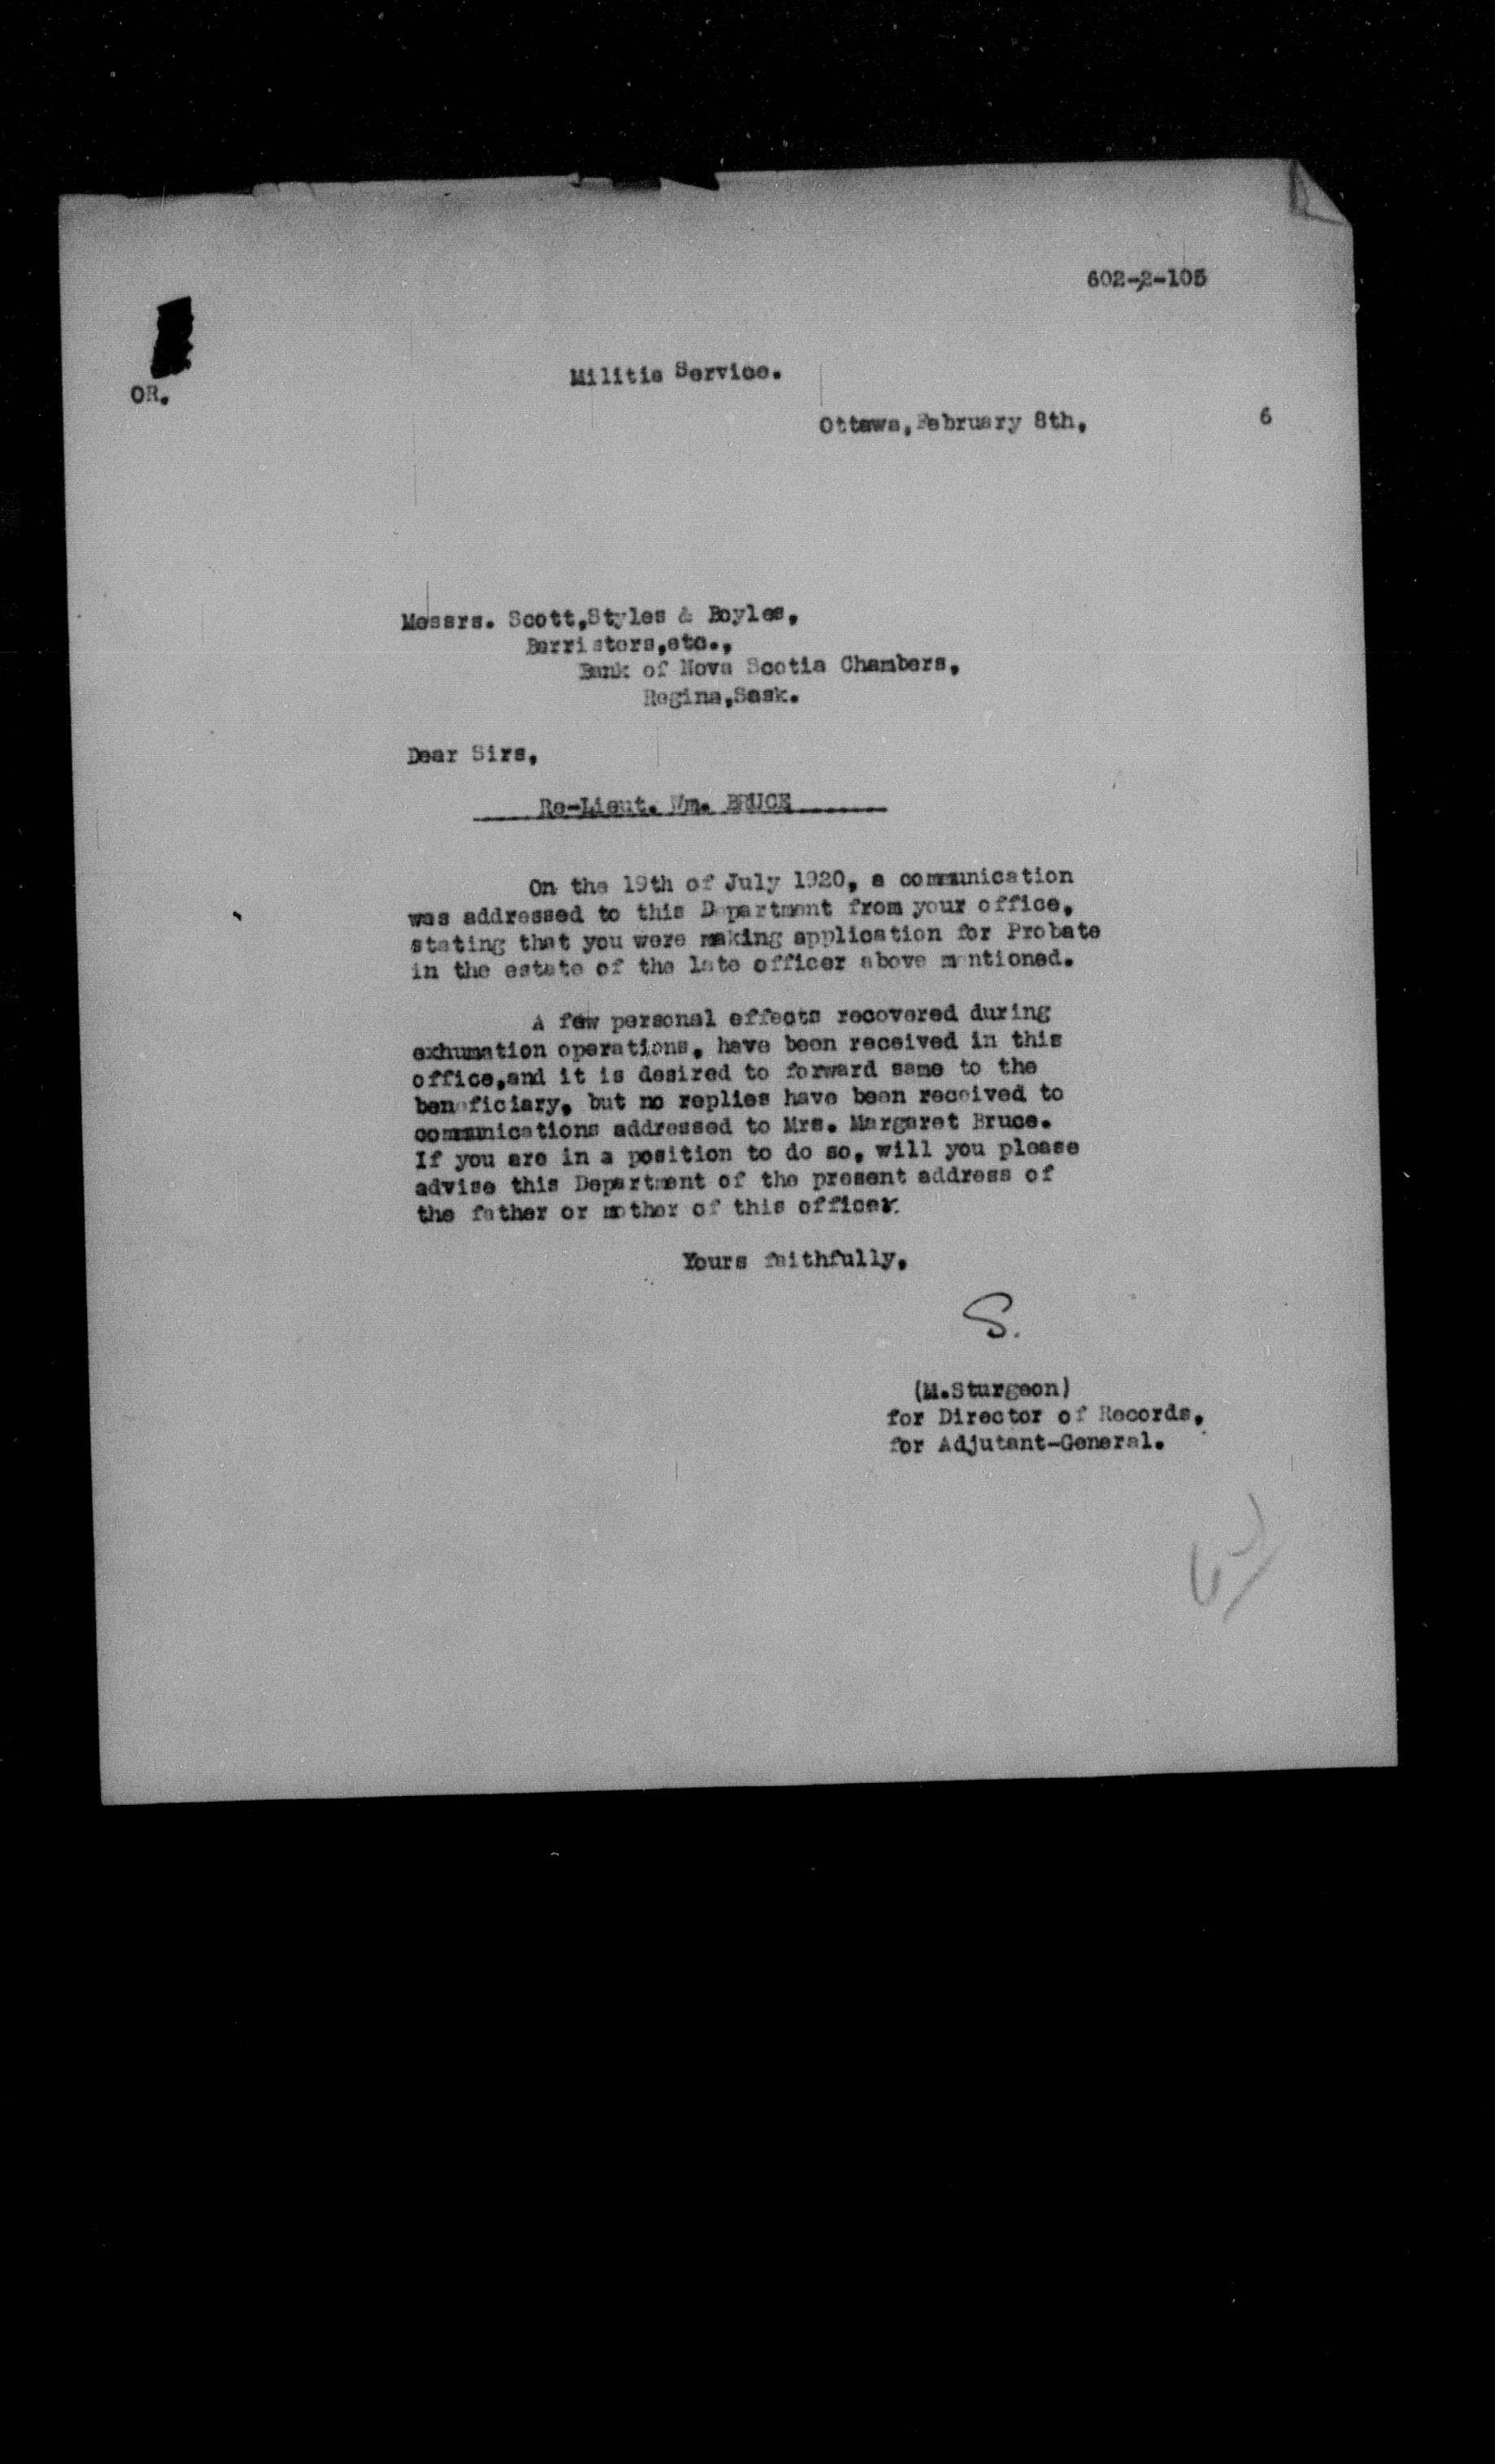 602-2-105
OR.
Militia Service.
Ottawa, February 8th, 6
Messrs. Scott, Styles & Boyles,
Barristers, etc.,
Bank of Nova Scotia Chambers,
Regina, Sask.
Dear Sirs,
Re-Lieut. Wm. BRUCE
On the 19th of July 1920, a communication
was addressed to this Department from your office,
stating that you were making application for Probate
in the estate of the late officer above mentioned.
A few personal effects recovered during
exhumation operations, have been received in this
office, and it is desired to forward same to the
beneficiary, but no replies have been received to
communications addressed to Mrs. Margaret Bruce.
If you are in a position to do so, will you please
advise this Department of the present address of
the father or mother of this officer.
Yours faithfully,
S.
(M. Sturgeon)
for Director of Records,
for Adjutant-General.